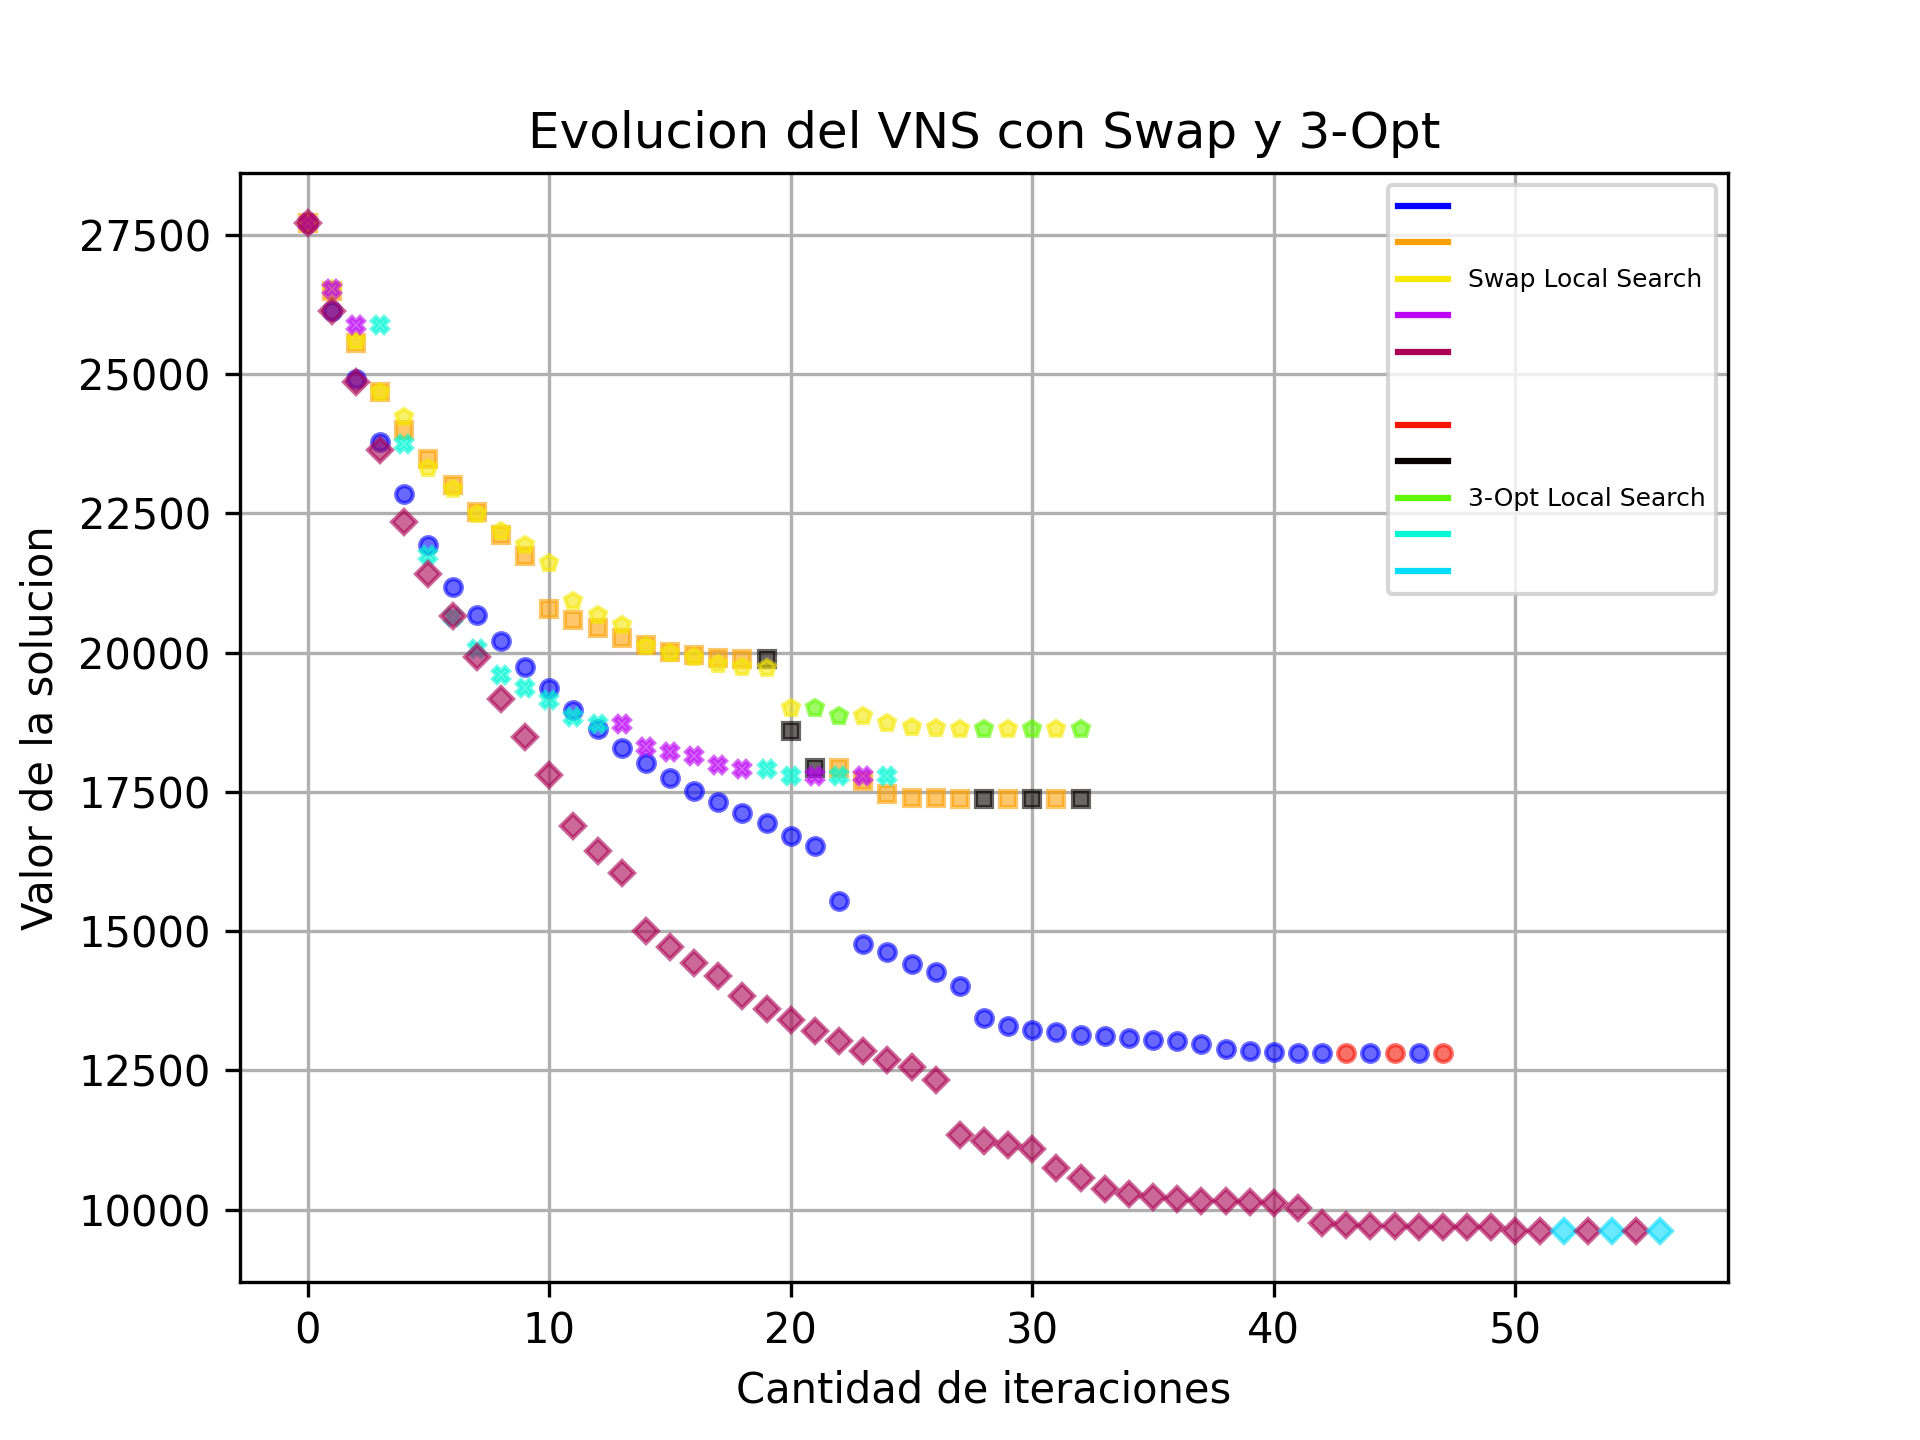 Evolucion del VNS con Swap y 3-Opt
27500
25000
22500
20000
17500
15000
12500
10000
Valor de la solucion
Swap Local Search
3-Opt Local Search
0 10 20 30 40 50
Cantidad de iteraciones